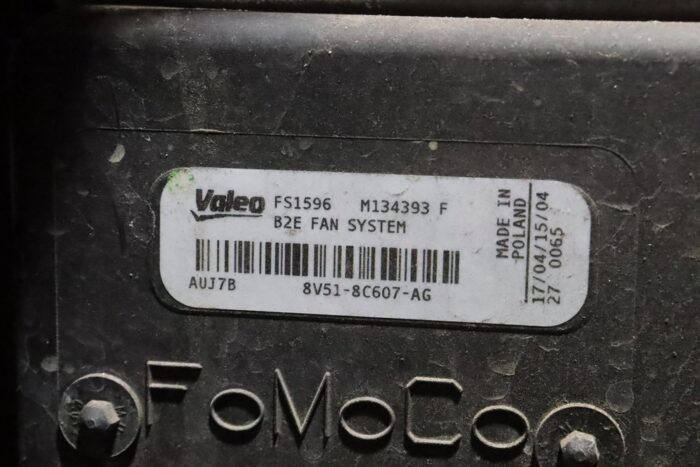 Valeo FS1596 M134393 F
B2E FAN SYSTEM
AUJ7B 8V51-8C607-AG
MADE IN
POLAND
17/04/15/04
27 0065
FoMoCo